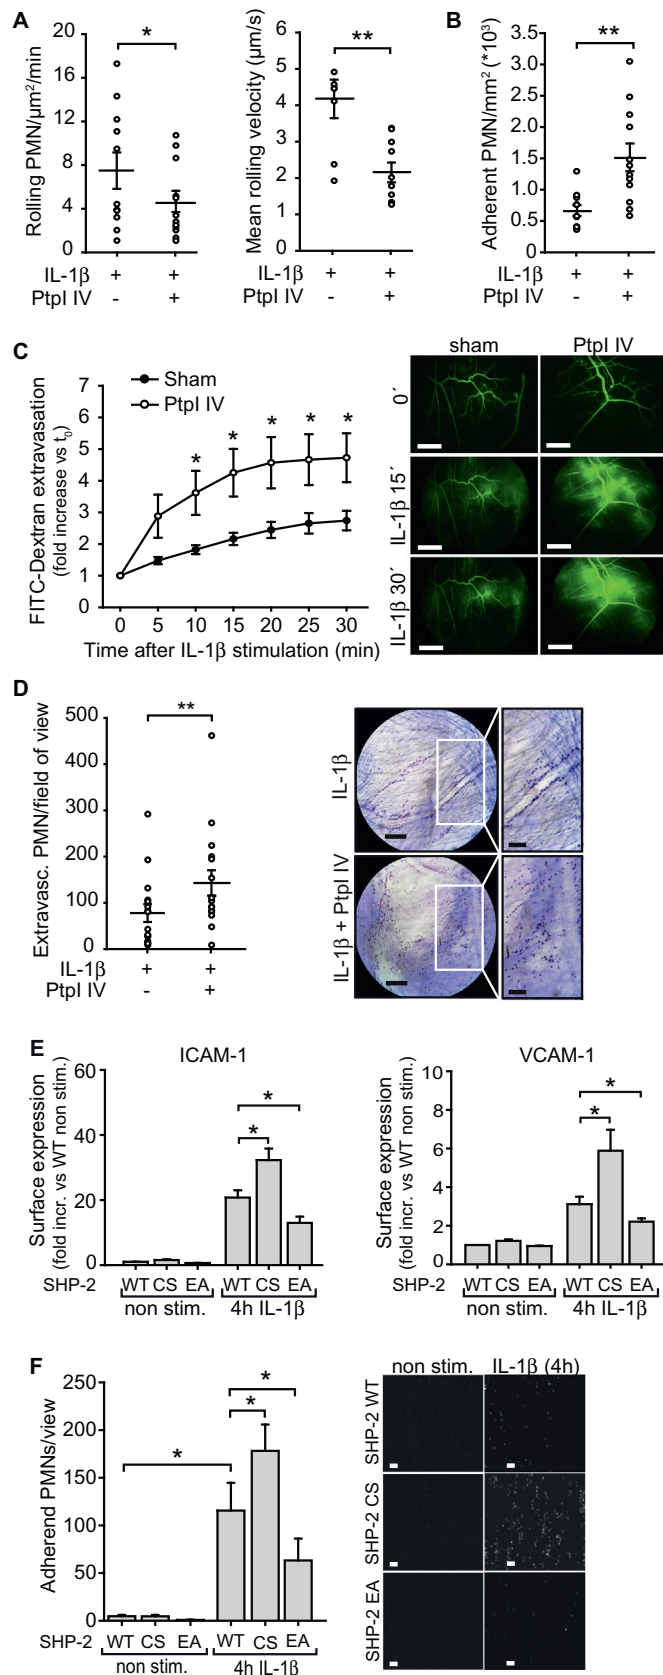 A
Rolling PMN/µm²/min
20
16
12
8
4
0
*
IL-1β + +
PtpI IV - +
Mean rolling velocity (µm/s)
6
5
4
3
2
1
0
**
IL-1β + +
PtpI IV - +
B
Adherent PMN/mm² (*10³)
3.5
3.0
2.5
2.0
1.5
1.0
0.5
0
**
IL-1β + +
PtpI IV - +
C
FITC-Dextran extravasation
(fold increase vs t₀)
7
6
5
4
3
2
1
0
Sham
PtpI IV
* * * * *
0 5 10 15 20 25 30
Time after IL-1β stimulation (min)
sham PtpI IV
0´
IL-1β 15´
IL-1β 30´
D
Extravasc. PMN/field of view
500
400
300
200
100
0
**
IL-1β + +
PtpI IV - +
IL-1β
IL-1β + PtpI IV
E
ICAM-1
Surface expression
(fold incr. vs WT non stim.)
60
40
20
0
*
*
SHP-2 WT CS EA WT CS EA
non stim. 4h IL-1β
VCAM-1
Surface expression
(fold incr. vs WT non stim.)
10
8
6
4
2
0
*
*
SHP-2 WT CS EA WT CS EA
non stim. 4h IL-1β
F
Adherend PMNs/view
250
200
150
100
50
0
*
*
*
SHP-2 WT CS EA WT CS EA
non stim. 4h IL-1β
non stim. IL-1β (4h)
SHP-2 WT
SHP-2 CS
SHP-2 EA